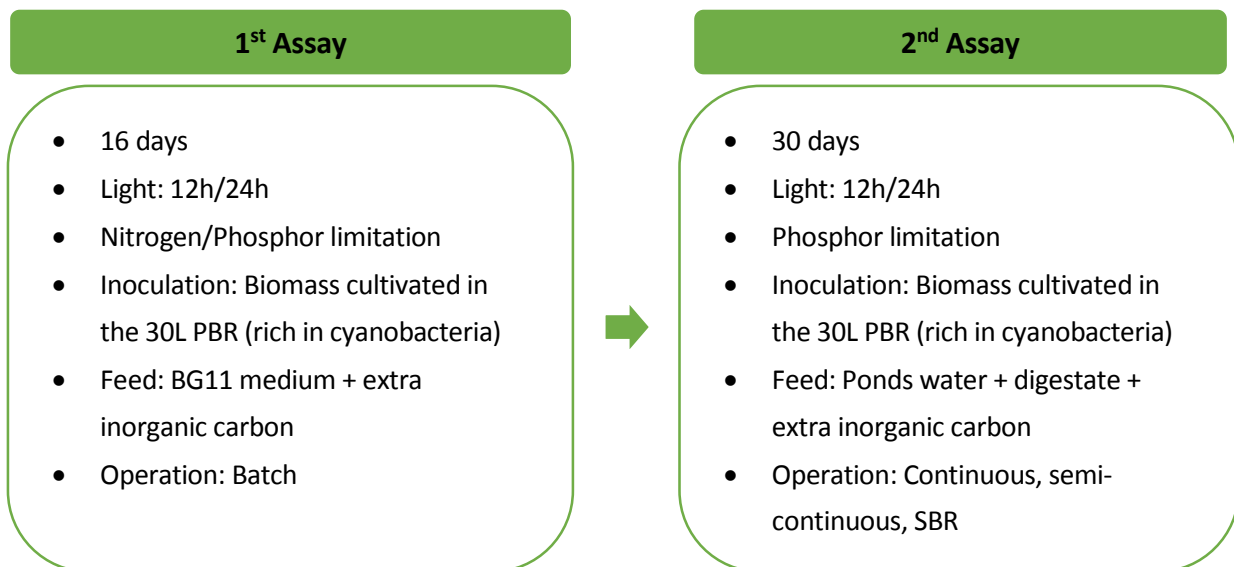 1st Assay
• 16 days
• Light: 12h/24h
• Nitrogen/Phosphor limitation
• Inoculation: Biomass cultivated in
the 30L PBR (rich in cyanobacteria)
• Feed: BG11 medium + extra
inorganic carbon
• Operation: Batch
2nd Assay
• 30 days
• Light: 12h/24h
• Phosphor limitation
• Inoculation: Biomass cultivated in
the 30L PBR (rich in cyanobacteria)
• Feed: Ponds water + digestate +
extra inorganic carbon
• Operation: Continuous, semi-
continuous, SBR